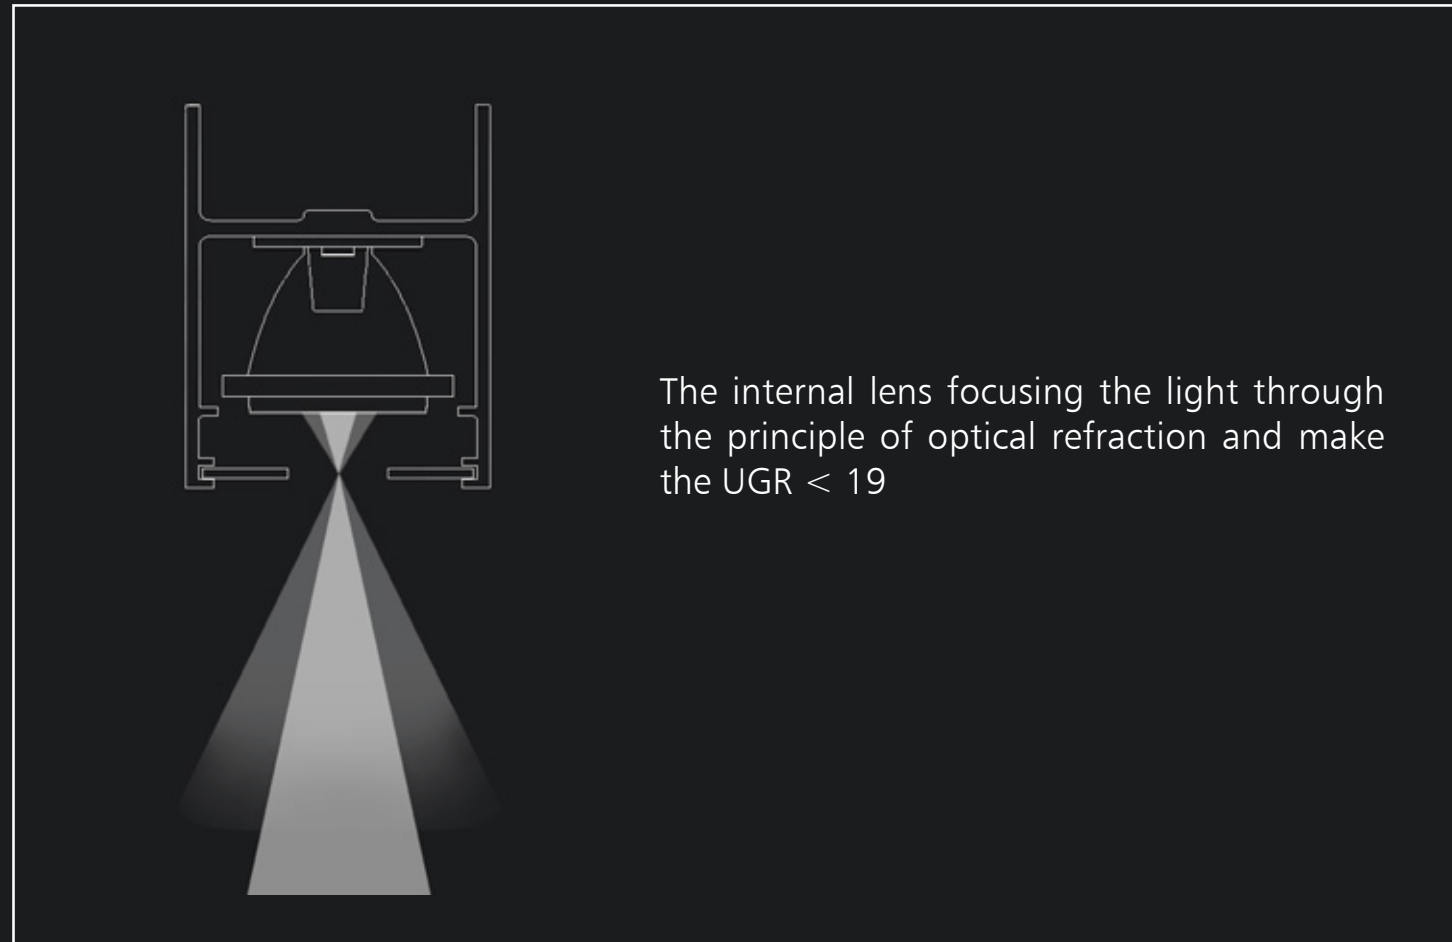 The internal lens focusing the light through
the principle of optical refraction and make
the UGR < 19